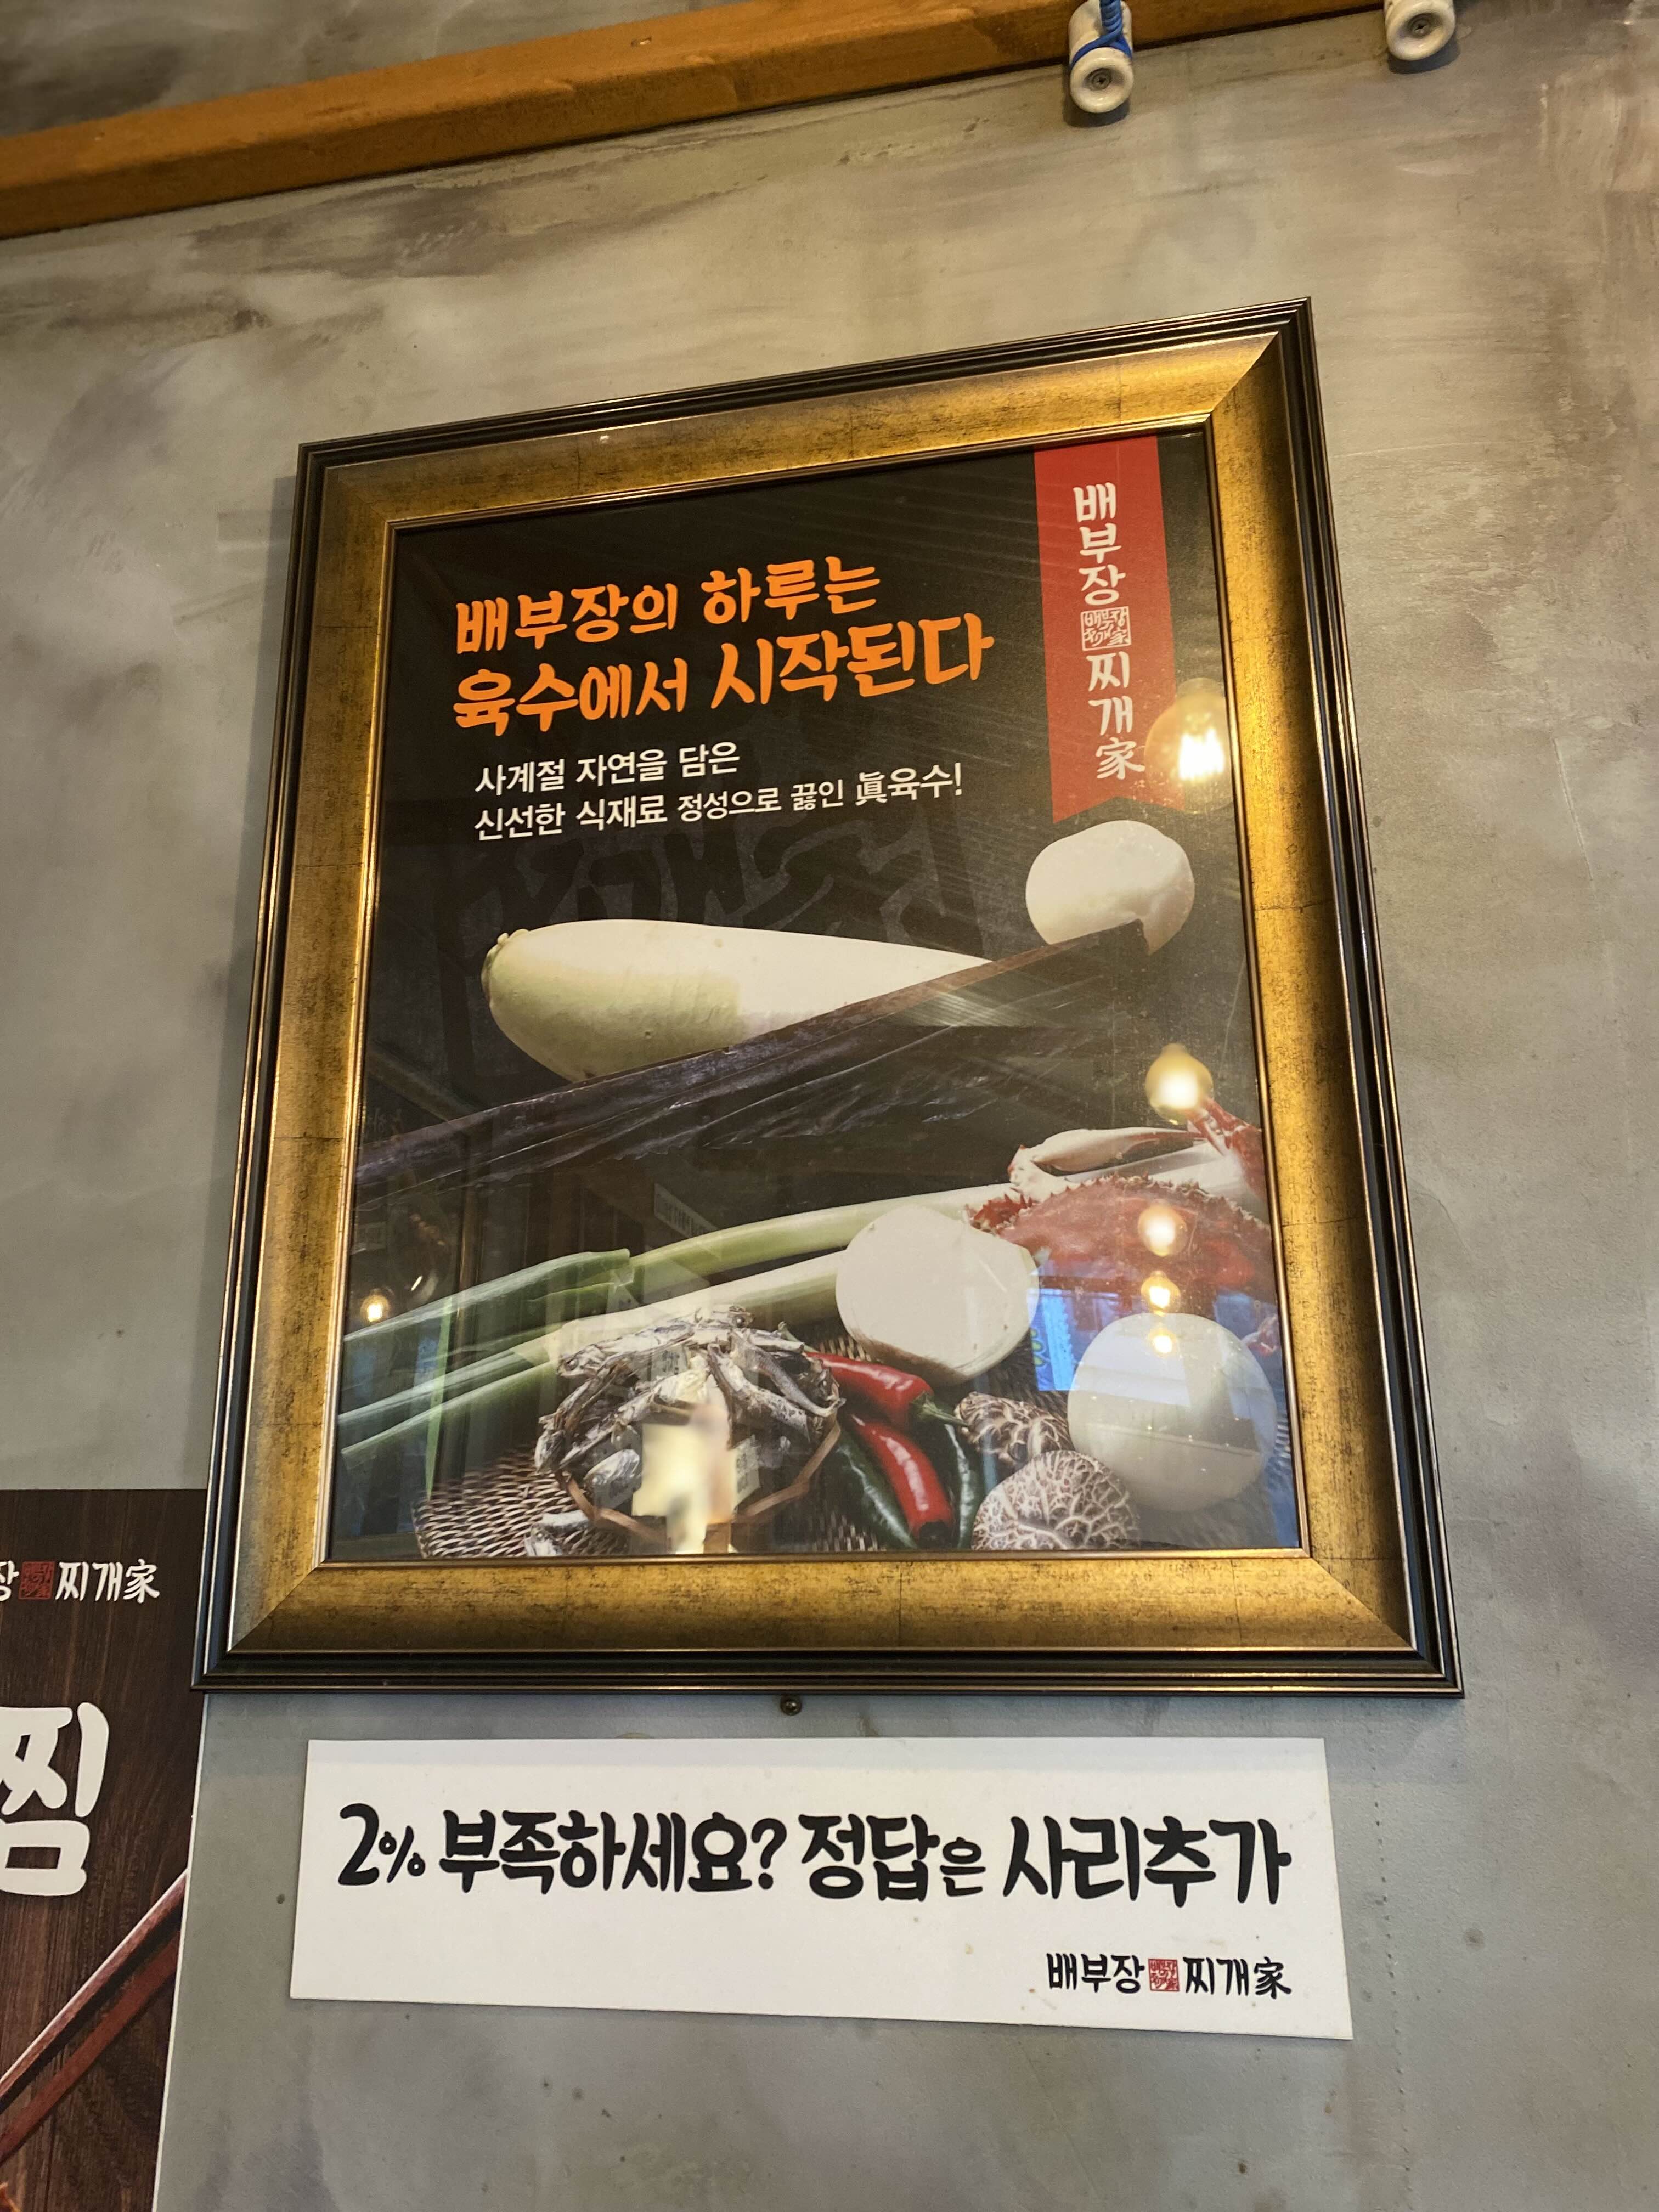 배부장의 하루는
육수에서 시작된다
사계절 자연을 담은
신선한 식재료 정성으로 끓인 眞육수!
배부장 찌개家
장 찌개家
찜
2% 부족하세요? 정답은 사리추가
배부장 찌개家